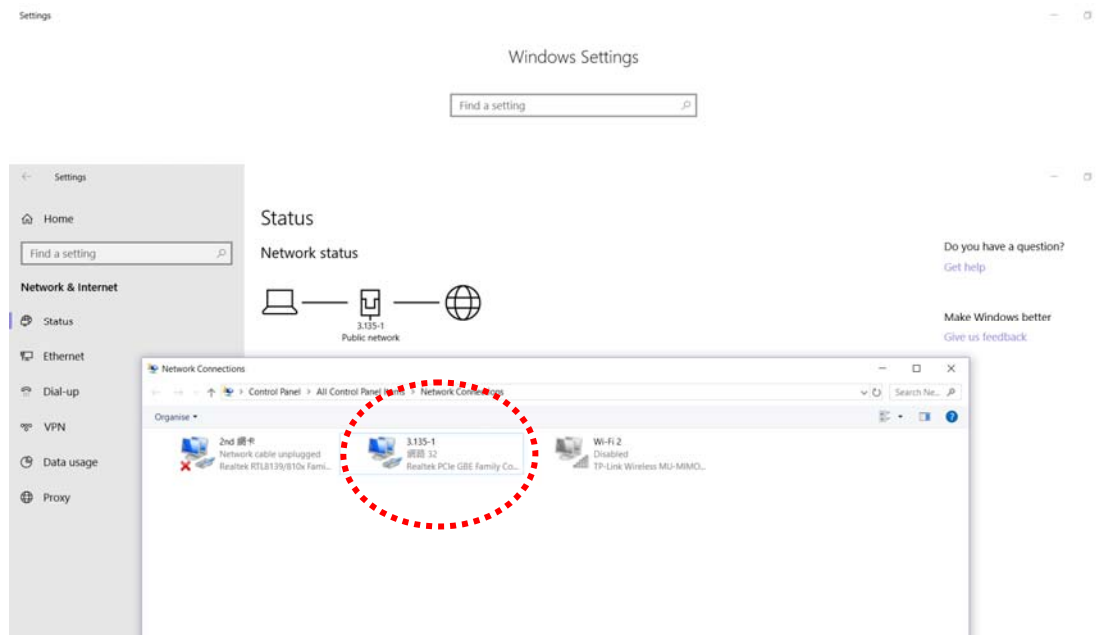 Settings
Windows Settings
Find a setting
Settings
Home
Find a setting
Network & Internet
Status
Ethernet
Dial-up
VPN
Data usage
Proxy
Status
Network status
3.135-1
Public network
Do you have a question?
Get help
Make Windows better
Give us feedback
Network Connections
Control Panel > All Control Panel Items > Network Connections
Search Ne...
Organise
2nd 網卡
Network cable unplugged
Realtek RTL8139/810x Fami...
3.135-1
網路 32
Realtek PCIe GBE Family Co...
Wi-Fi 2
Disabled
TP-Link Wireless MU-MIMO...